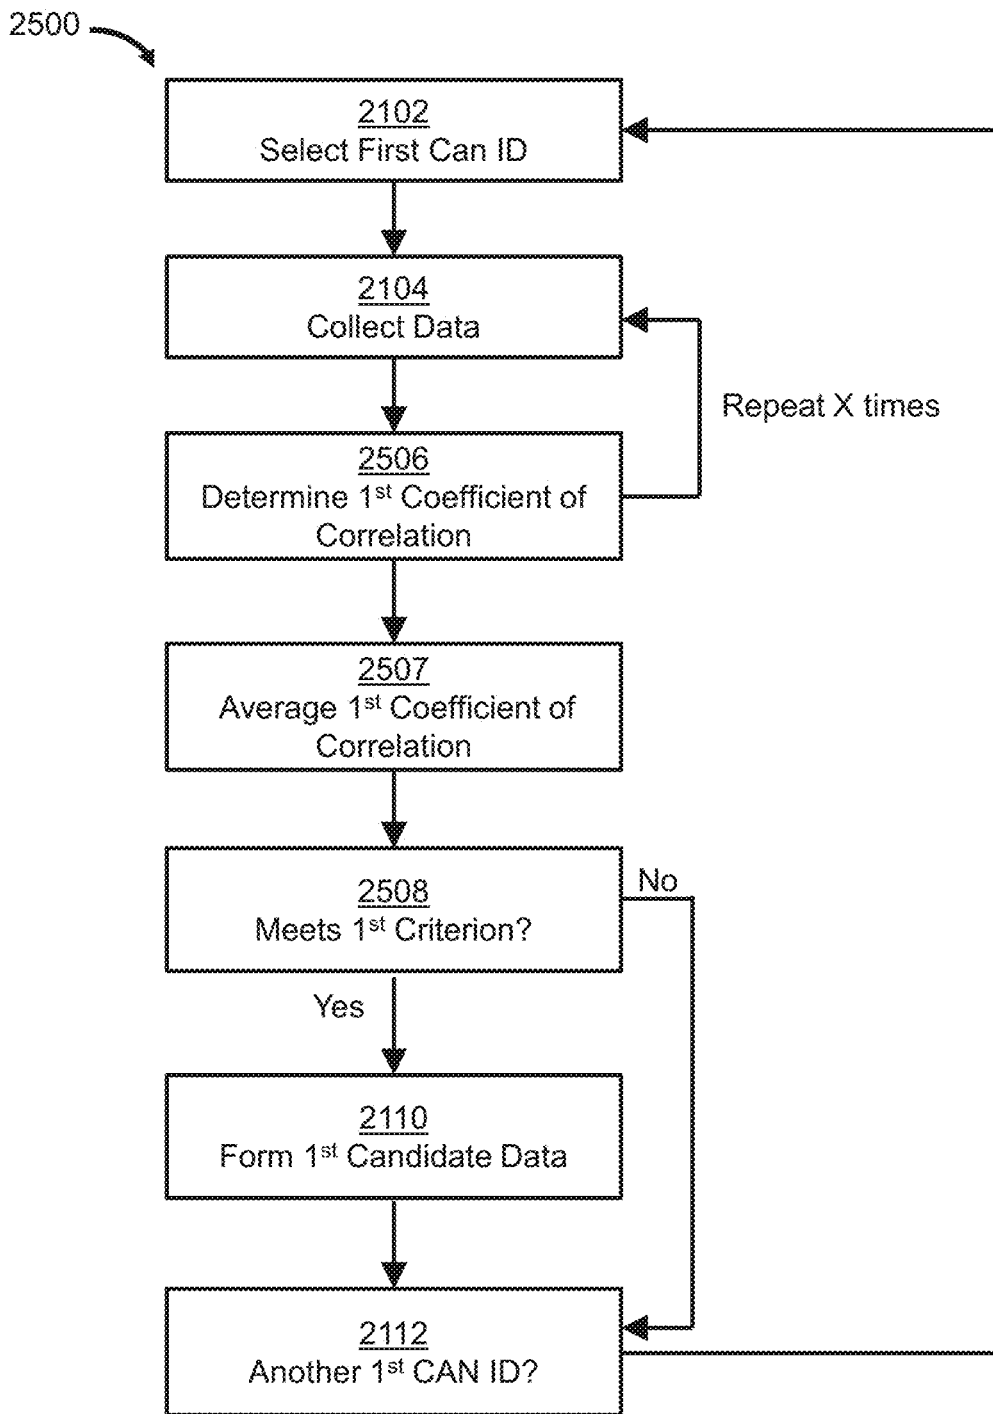 2500
2102
Select First Can ID
2104
Collect Data
Repeat X times
2506
Determine 1st Coefficient of
Correlation
2507
Average 1st Coefficient of
Correlation
2508
Meets 1st Criterion?
No
Yes
2110
Form 1st Candidate Data
2112
Another 1st CAN ID?